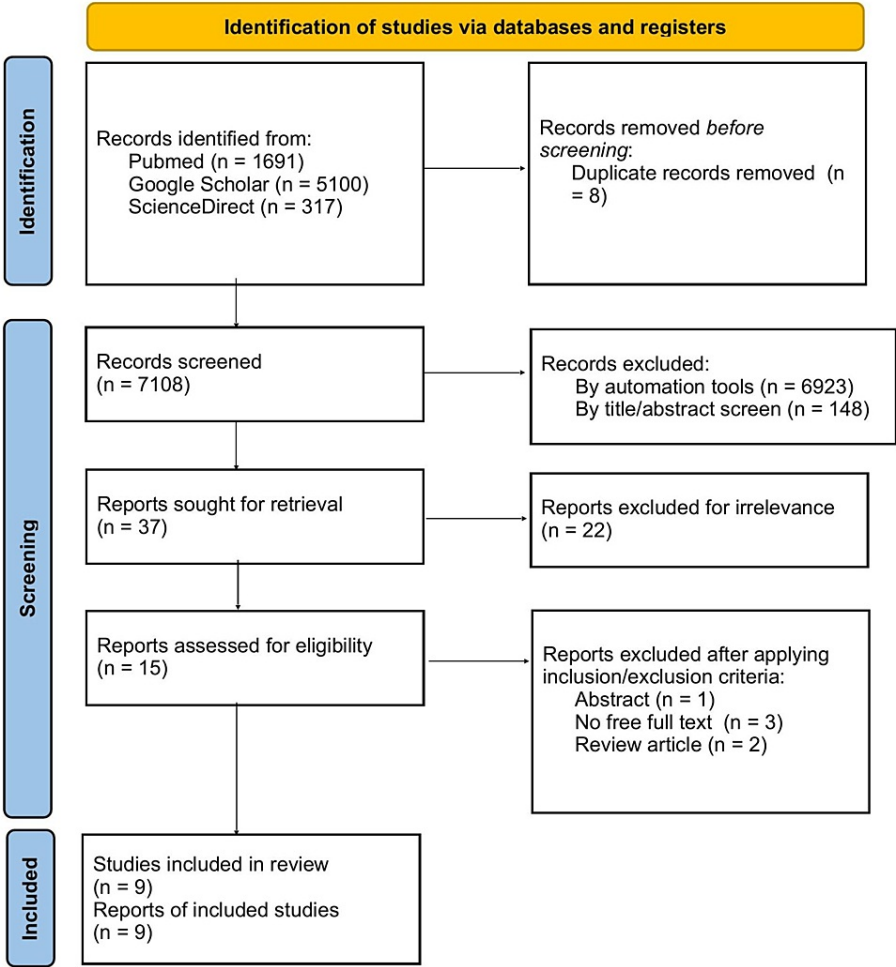 Identification of studies via databases and registers
Identification
Records identified from:
Pubmed (n = 1691)
Google Scholar (n = 5100)
ScienceDirect (n = 317)
Records removed before
screening:
Duplicate records removed (n
= 8)
Screening
Records screened
(n = 7108)
Records excluded:
By automation tools (n = 6923)
By title/abstract screen (n = 148)
Reports sought for retrieval
(n = 37)
Reports excluded for irrelevance
(n = 22)
Reports assessed for eligibility
(n = 15)
Reports excluded after applying
inclusion/exclusion criteria:
Abstract (n = 1)
No free full text (n = 3)
Review article (n = 2)
Included
Studies included in review
(n = 9)
Reports of included studies
(n = 9)